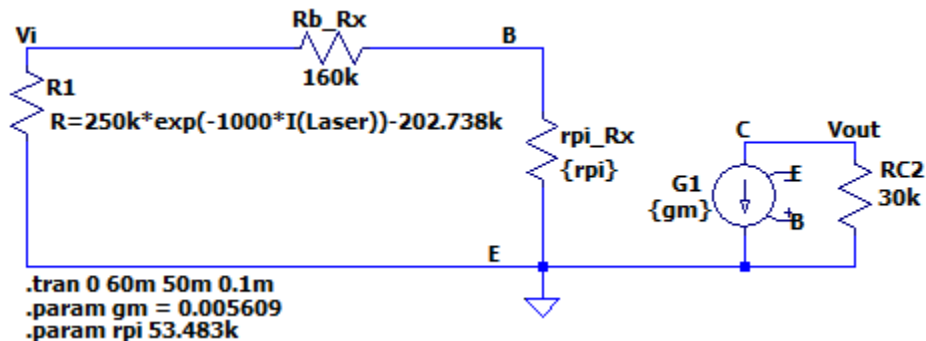 Rb_Rx
Vi
B
160k
R1
R=250k*exp(-1000*I(Laser))-202.738k
rpi_Rx
{rpi}
C
Vout
E
RC2
G1
30k
{gm}
+
B
E
.tran 0 60m 50m 0.1m
.param gm = 0.005609
.param rpi 53.483k